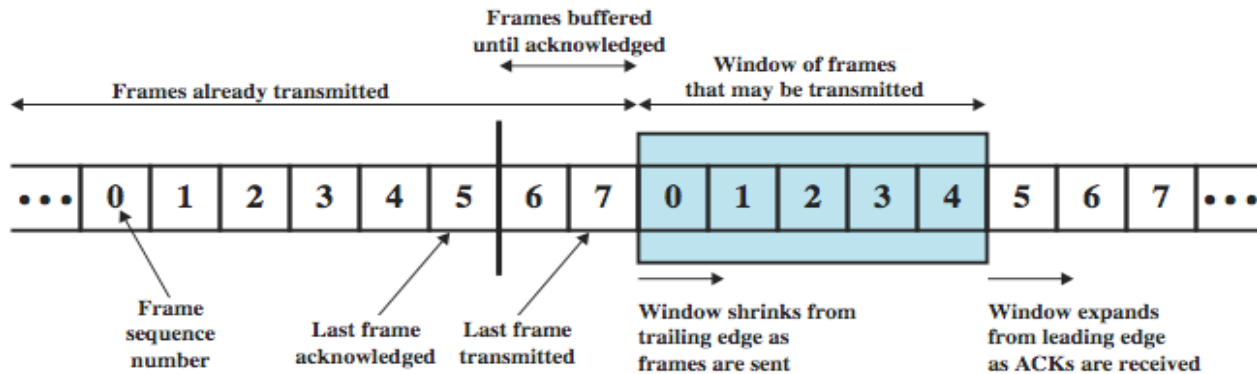 Frames buffered
until acknowledged
Window of frames
that may be transmitted
Frames already transmitted
••• 0 1 2 3 4 5 6 7 0 1 2 3 4 5 6 7 •••
Frame
sequence
number
Last frame
acknowledged
Last frame
transmitted
Window shrinks from
trailing edge as
frames are sent
Window expands
from leading edge
as ACKs are received